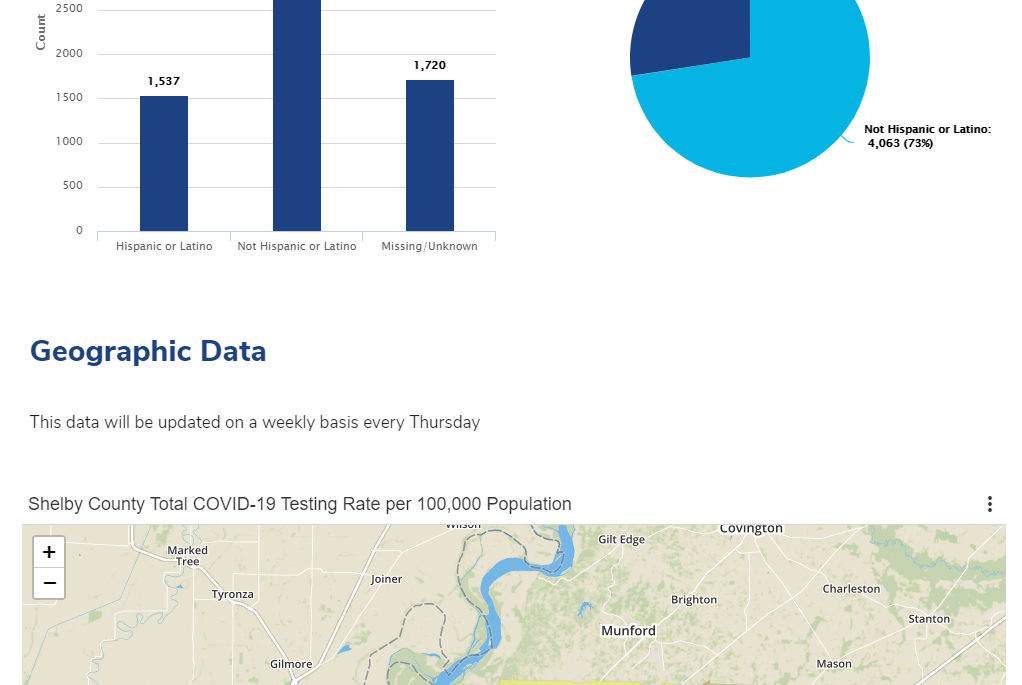 Count
2500
2000
1500
1000
500
0
1,537
1,720
Hispanic or Latino
Not Hispanic or Latino
Missing/Unknown
Not Hispanic or Latino:
4,063 (73%)
Geographic Data
This data will be updated on a weekly basis every Thursday
Shelby County Total COVID-19 Testing Rate per 100,000 Population
+
−
Wilson
Covington
Gilt Edge
Marked
Tree
Joiner
Tyronza
Charleston
Brighton
Stanton
Munford
Gilmore
Mason